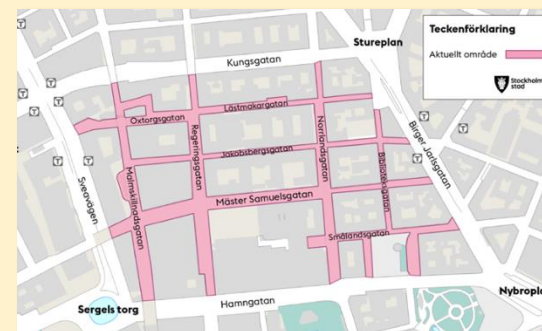 Teckenförklaring
Aktuellt område
Stockholms
stad
Stureplan
Kungsgatan
Lästmakargatan
Oxtorgsgatan
Regeringsgatan
Norrlandsgatan
Birger Jarlsgatan
Jakobsbergsgatan
Biblioteksgatan
Malmskillnadsgatan
Sveavägen
Mäster Samuelsgatan
Smålandsgatan
Hamngatan
Nybropla
Sergels torg